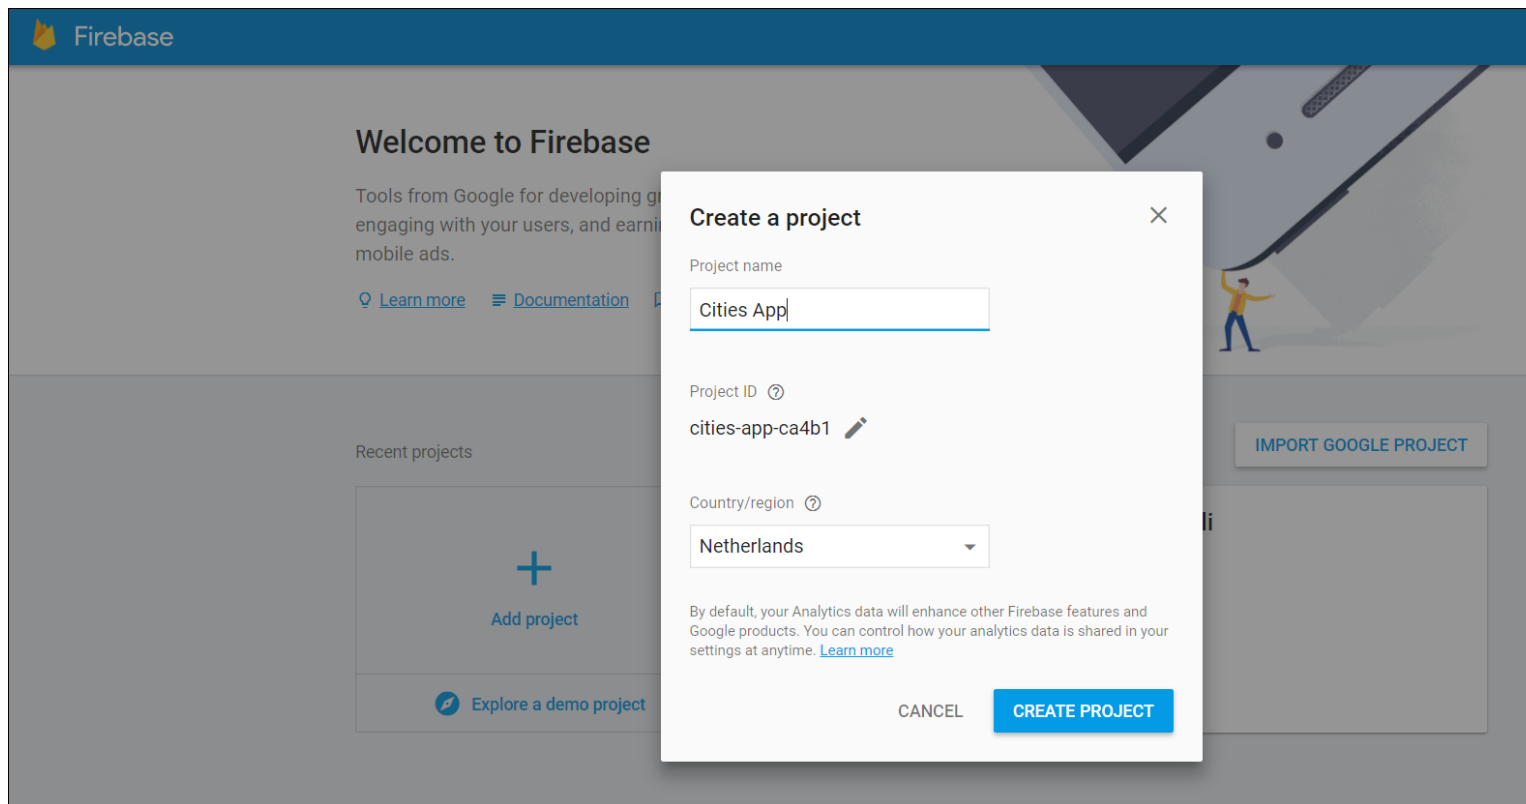 Firebase
Welcome to Firebase
Tools from Google for developing
engaging with your users, and
mobile ads.
Learn more Documentation
Recent projects
Add project
Explore a demo project
Create a project
Project name
Cities App
Project ID
cities-app-ca4b1
Country/region
Netherlands
By default, your Analytics data will enhance other Firebase features and
Google products. You can control how your analytics data is shared in your
settings at anytime. Learn more
CANCEL CREATE PROJECT
IMPORT GOOGLE PROJECT